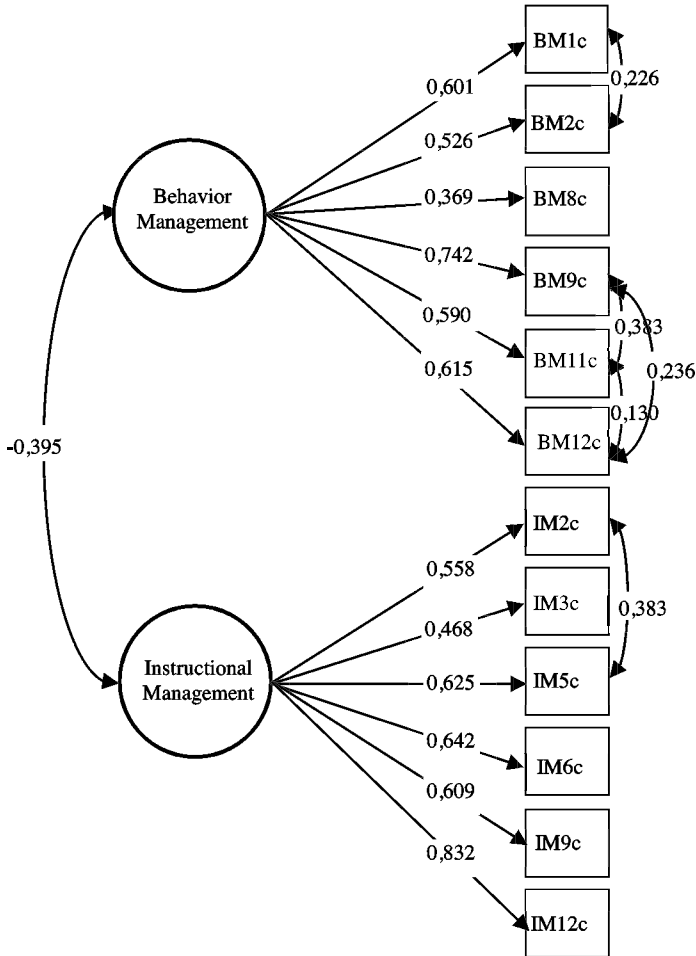 BM1c
0,226
0,601
BM2c
0,526
Behavior
Management
0,369
BM8c
0,742
BM9c
0,590
0,383
BM11c
0,615
0,236
0,130
BM12c
-0,395
IM2c
0,558
IM3c
0,383
0,468
Instructional
Management
0,625
IM5c
0,642
IM6c
0,609
IM9c
0,832
IM12c